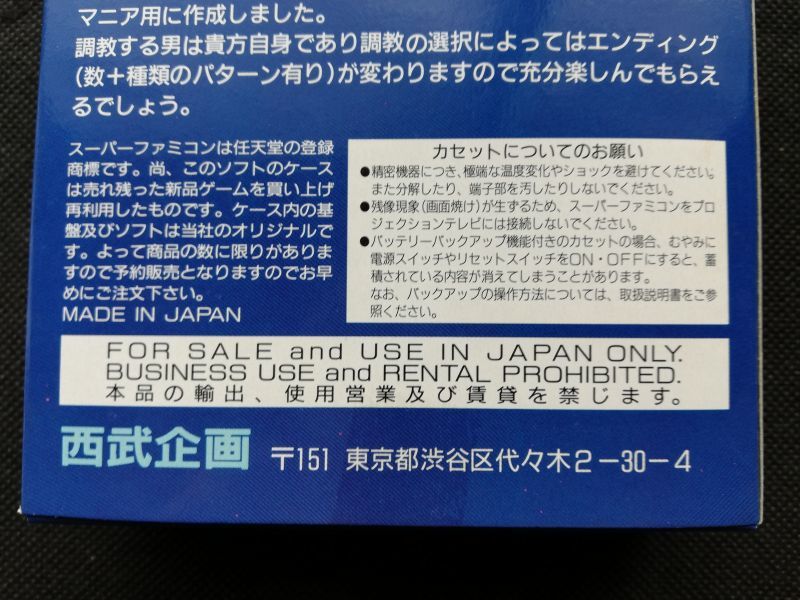 マニア用に作成しました。
調教する男は貴方自身であり調教の選択によってはエンディング
(数+種類のパターン有り)が変わりますので充分楽しんでもらえ
るでしょう。
スーパーファミコンは任天堂の登録
商標です。尚、このソフトのケース
は売れ残った新品ゲームを買い上げ
再利用したものです。ケース内の基
盤及びソフトは当社のオリジナルで
す。よって商品の数に限りがありま
すので予約販売となりますのでお早
めにご注文下さい。
MADE IN JAPAN
カセットについてのお願い
●精密機器につき、極端な温度変化やショックを避けてください。
また分解したり、端子部を汚したりしないでください。
●残像現象(画面焼け)が生ずるため、スーパーファミコンをプロ
ジェクションテレビには接続しないでください。
●バッテリーバックアップ機能付きのカセットの場合、むやみに
電源スイッチやリセットスイッチをON・OFFにすると、蓄
積されている内容が消えてしまうことがあります。
なお、バックアップの操作方法については、取扱説明書をご参
照ください。
FOR SALE and USE IN JAPAN ONLY.
BUSINESS USE and RENTAL PROHIBITED.
本品の輸出、使用営業及び賃貸を禁じます。
西武企画 〒151 東京都渋谷区代々木2-30-4